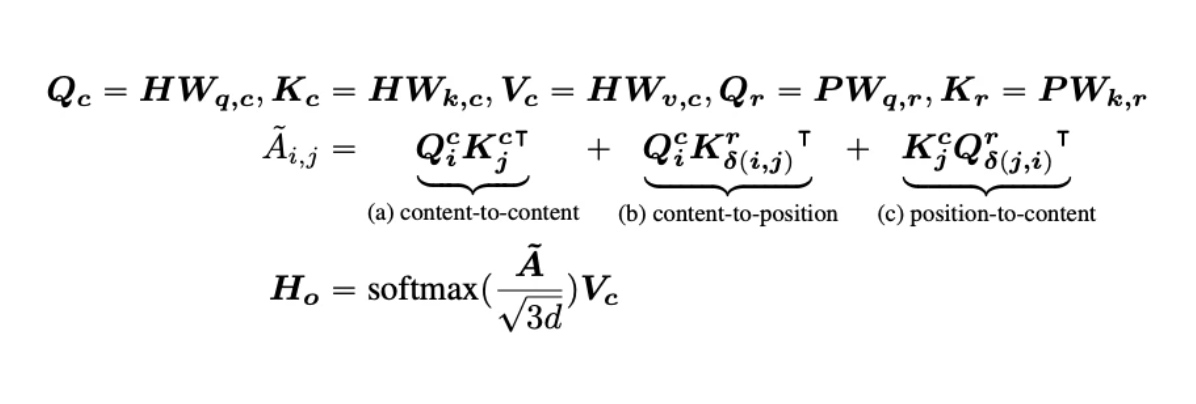 Q_c = HW_{q,c}, K_c = HW_{k,c}, V_c = HW_{v,c}, Q_r = PW_{q,r}, K_r = PW_{k,r}
Ã_{i,j} = Q_i^c K_j^{c⊤} + Q_i^c K_{δ(i,j)}^r ^⊤ + K_j^c Q_{δ(j,i)}^r ^⊤
(a) content-to-content (b) content-to-position (c) position-to-content
H_o = softmax(Ã/√3d)V_c